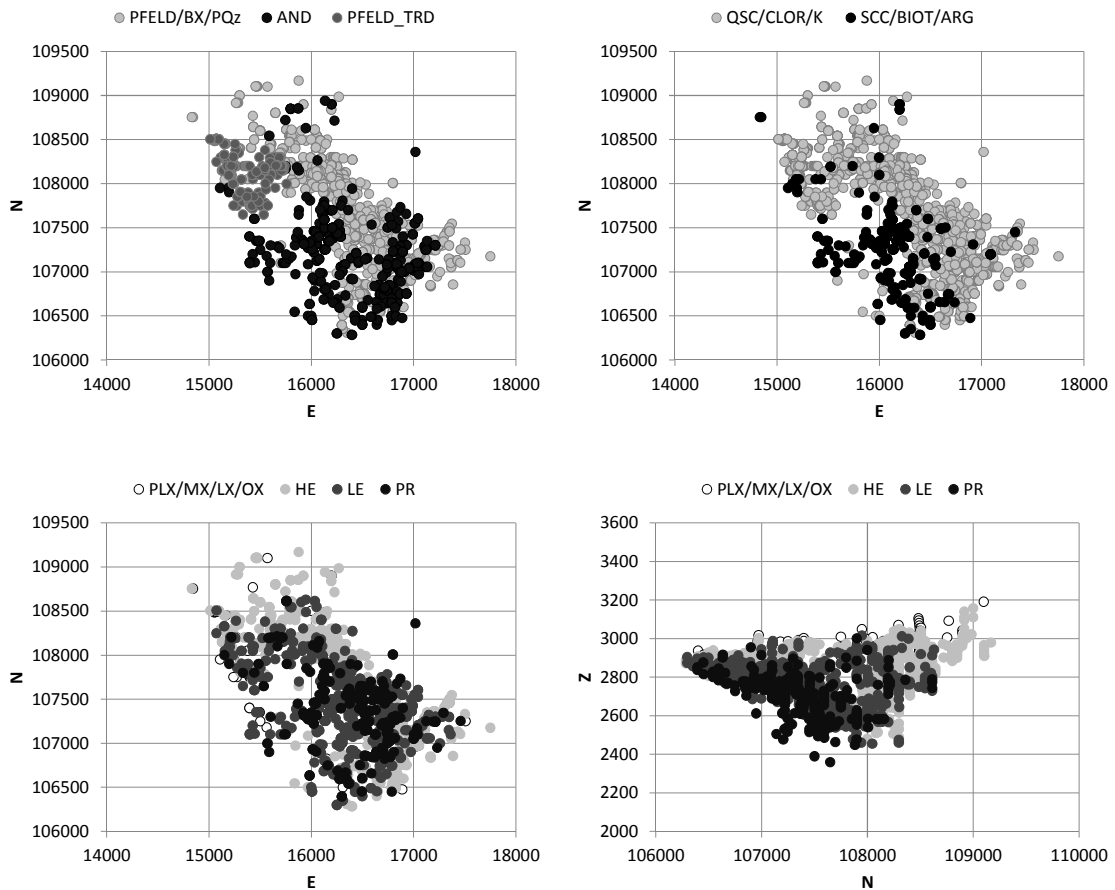 PFELD/BX/PQz AND PFELD_TRD
109500
109000
108500
108000
107500
107000
106500
106000
N
14000 15000 16000 17000 18000
E
QSC/CLOR/K SCC/BIOT/ARG
109500
109000
108500
108000
107500
107000
106500
106000
N
14000 15000 16000 17000 18000
E
PLX/MX/LX/OX HE LE PR
109500
109000
108500
108000
107500
107000
106500
106000
N
14000 15000 16000 17000 18000
E
PLX/MX/LX/OX HE LE PR
3600
3400
3200
3000
2800
2600
2400
2200
2000
Z
106000 107000 108000 109000 110000
N